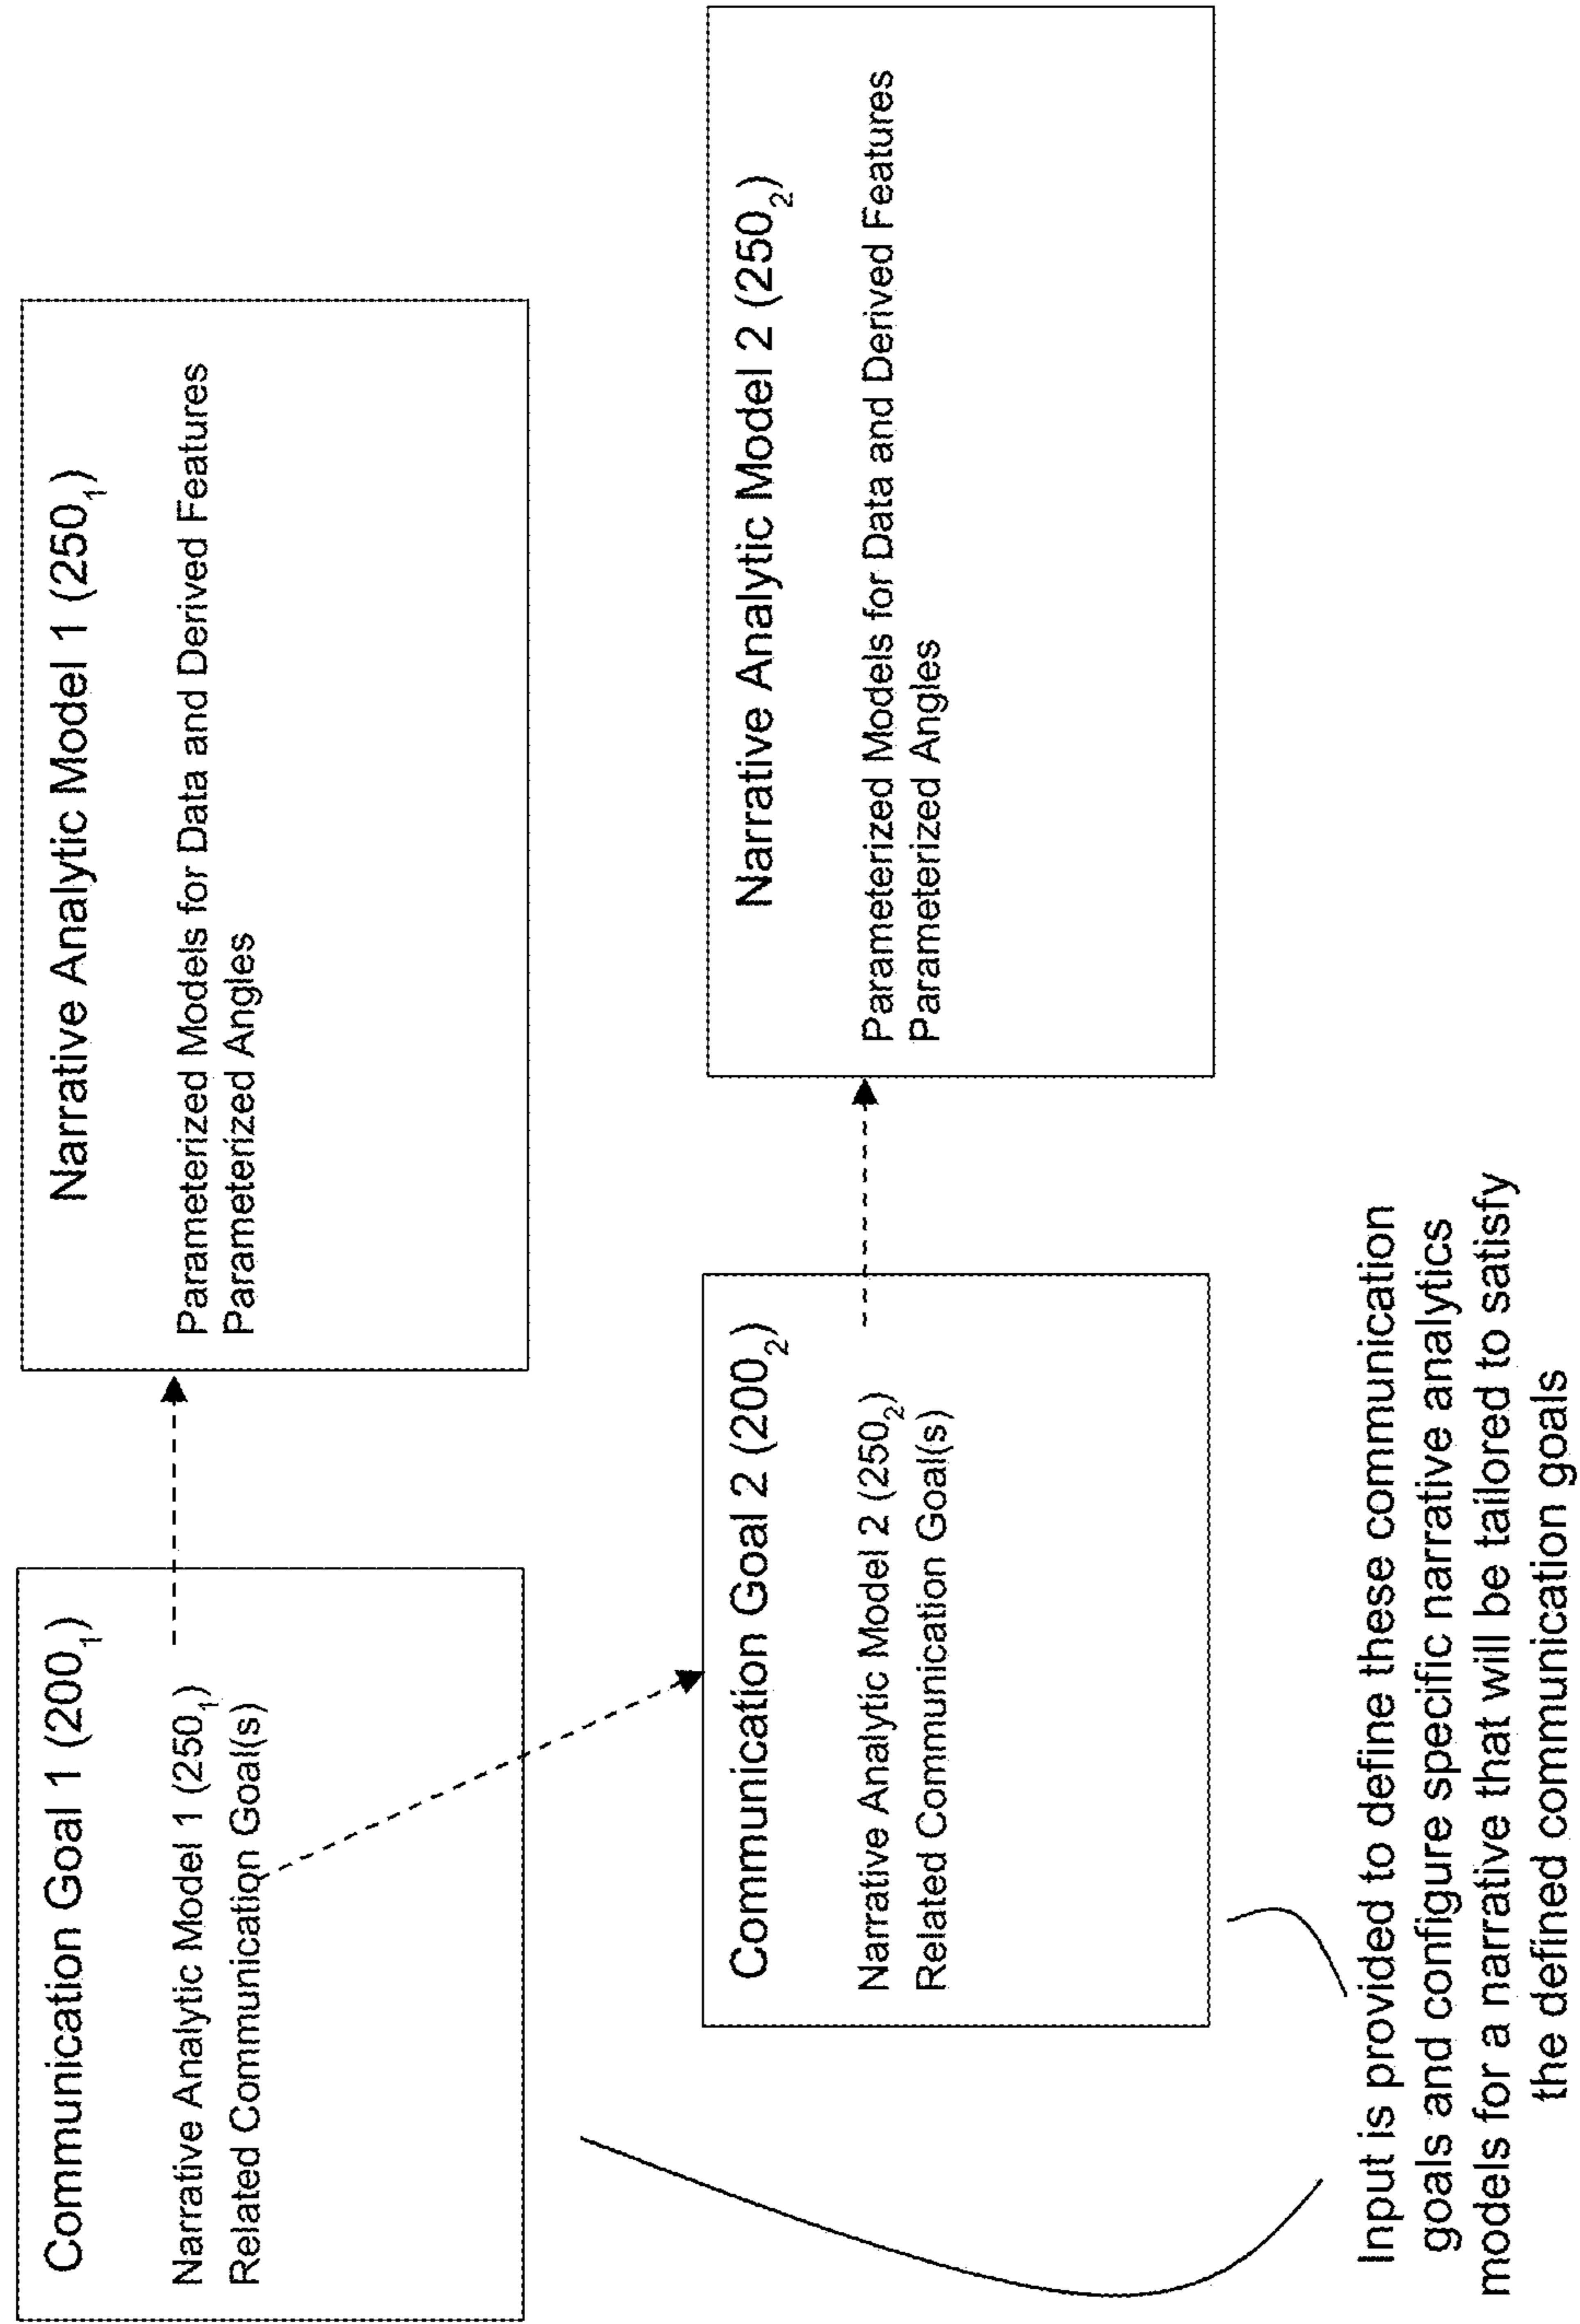 Communication Goal 1 (200₁)
Narrative Analytic Model 1 (250₁)
Related Communication Goal(s)
Narrative Analytic Model 1 (250₁)
Parameterized Models for Data and Derived Features
Parameterized Angles
Communication Goal 2 (200₂)
Narrative Analytic Model 2 (250₂)
Related Communication Goal(s)
Narrative Analytic Model 2 (250₂)
Parameterized Models for Data and Derived Features
Parameterized Angles
Input is provided to define these communication
goals and configure specific narrative analytics
models for a narrative that will be tailored to satisfy
the defined communication goals